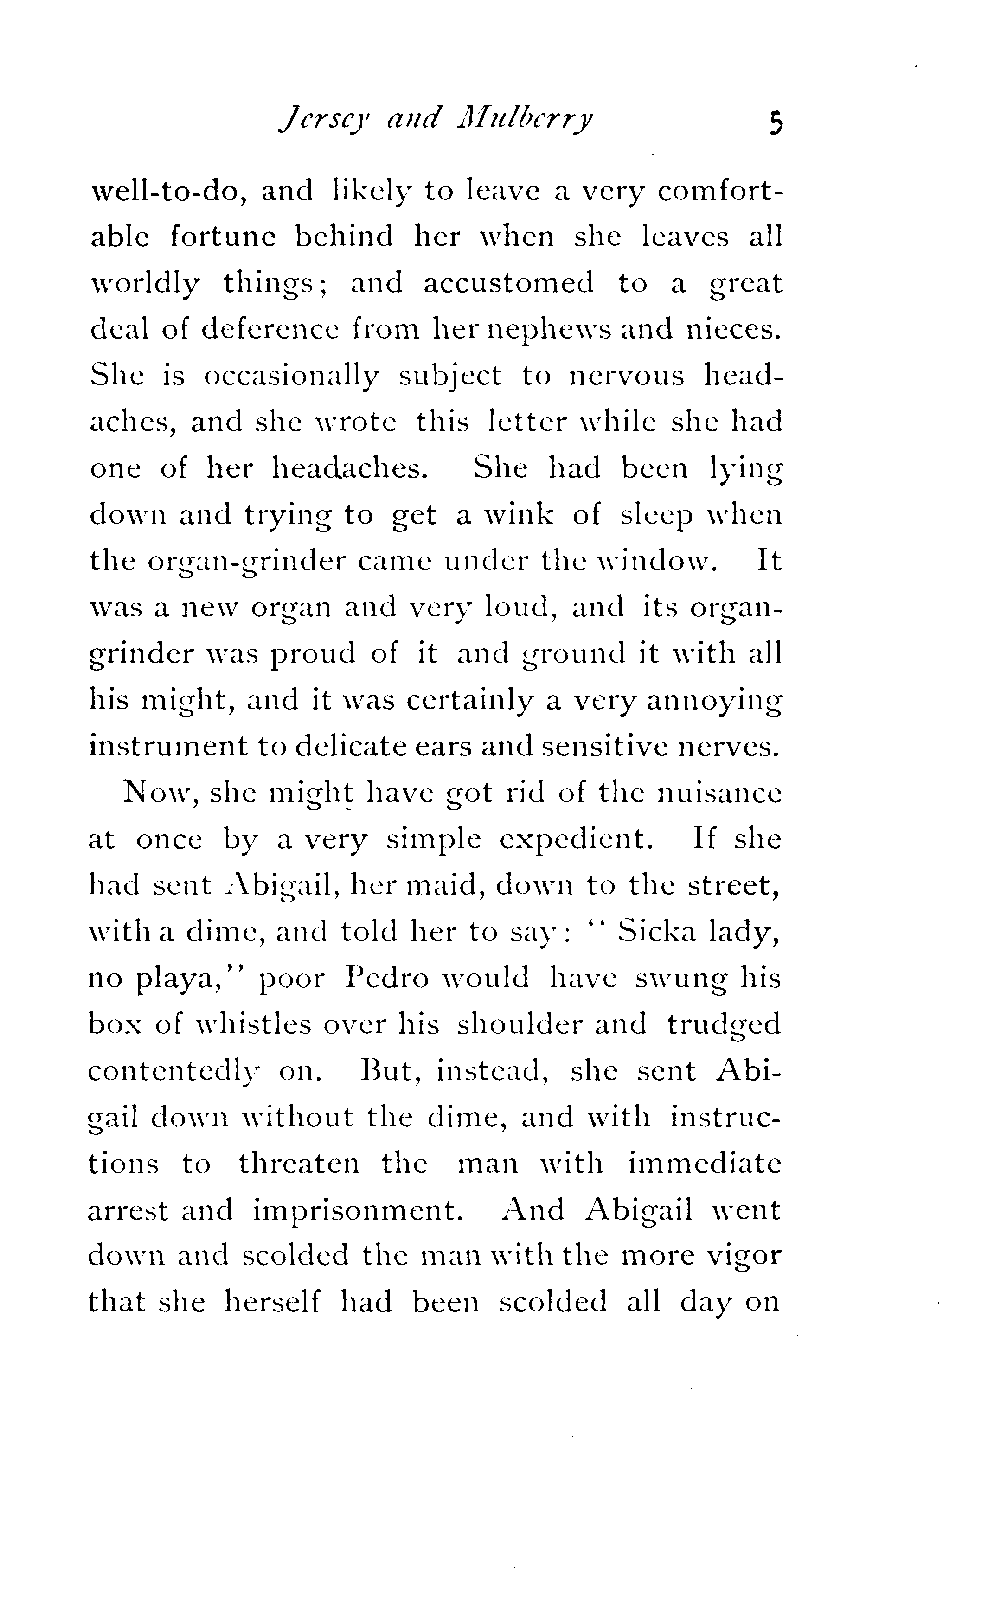 Jersey and Mulberry 5
well-to-do, and likely to leave a very comfort-
able fortune behind her when she leaves all
worldly things; and accustomed to a great
deal of deference from her nephews and nieces.
She is occasionally subject to nervous head-
aches, and she wrote this letter while she had
one of her headaches. She had been lying
down and trying to get a wink of sleep when
the organ-grinder came under the window. It
was a new organ and very loud, and its organ-
grinder was proud of it and ground it with all
his might, and it was certainly a very annoying
instrument to delicate ears and sensitive nerves.
Now, she might have got rid of the nuisance
at once by a very simple expedient. If she
had sent Abigail, her maid, down to the street,
with a dime, and told her to say: “Sicka lady,
no playa,” poor Pedro would have swung his
box of whistles over his shoulder and trudged
contentedly on. But, instead, she sent Abi-
gail down without the dime, and with instruc-
tions to threaten the man with immediate
arrest and imprisonment. And Abigail went
down and scolded the man with the more vigor
that she herself had been scolded all day on